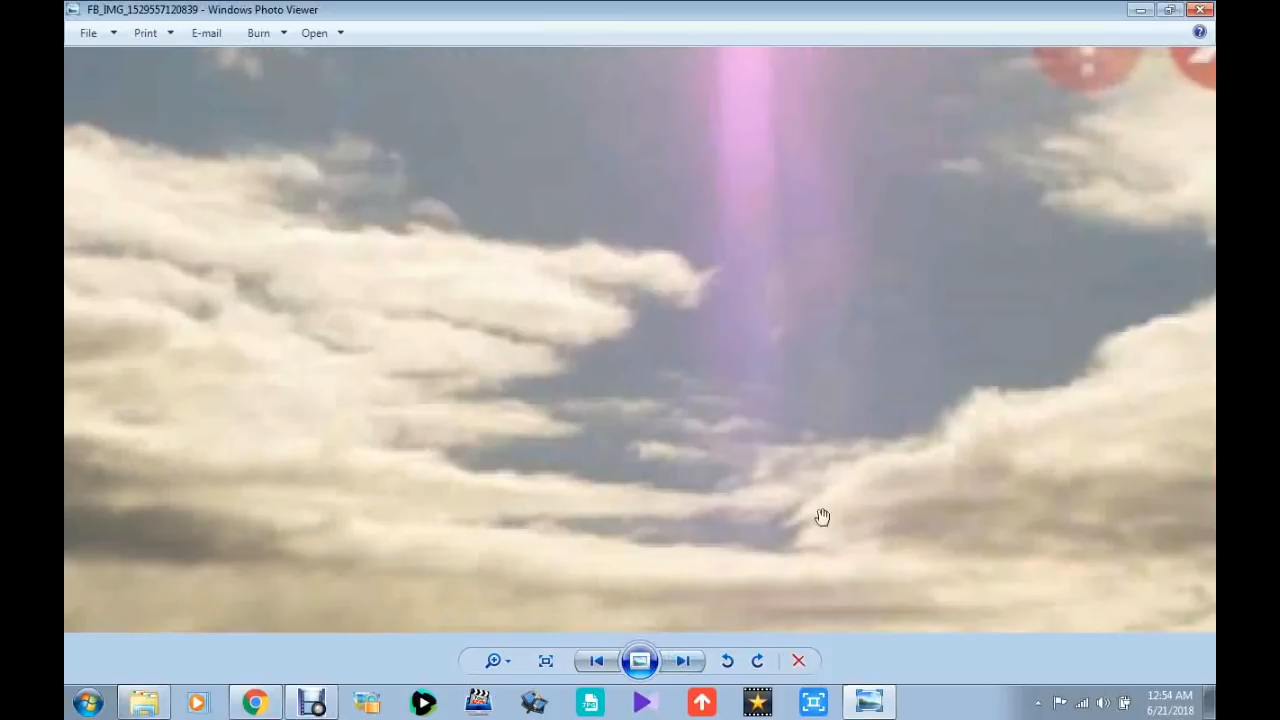 FB_IMG_1529557120839 - Windows Photo Viewer
File Print E-mail Burn Open
12:54 AM
6/21/2018